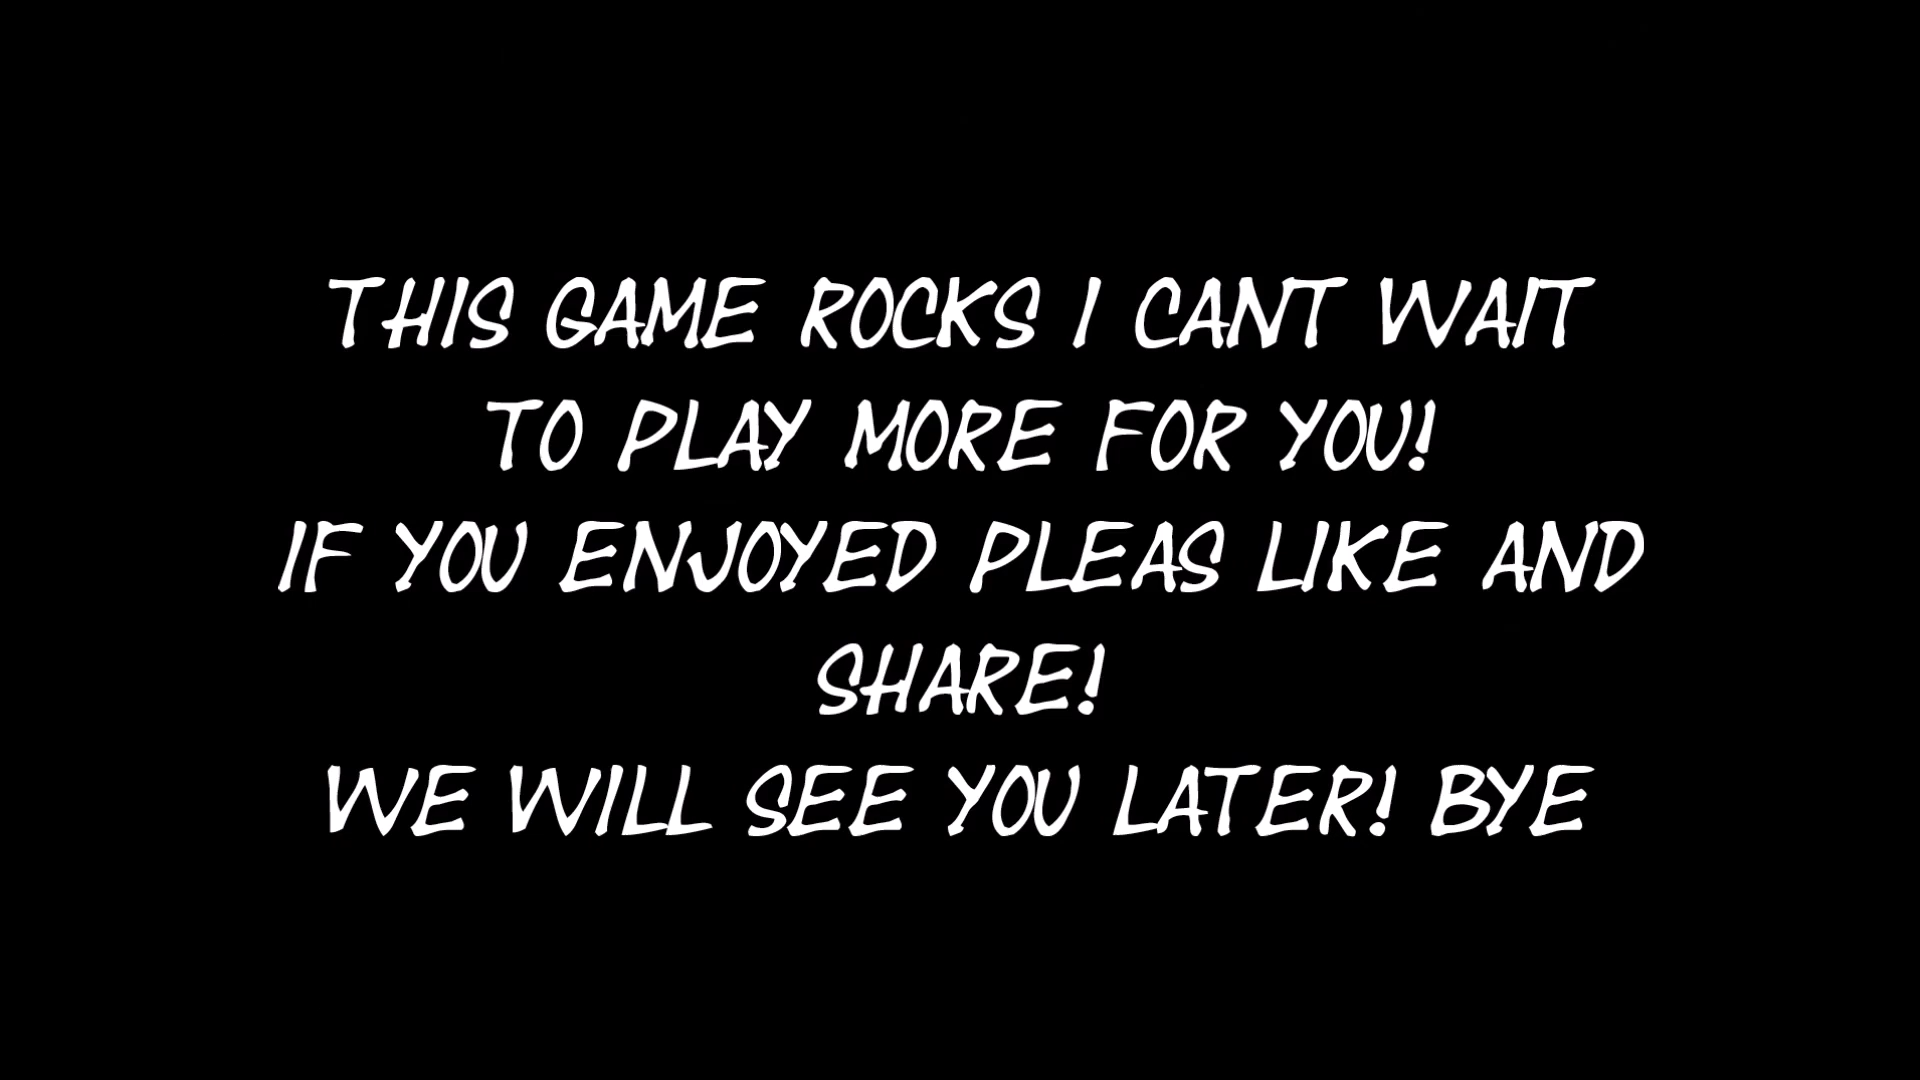 THIS GAME ROCKS I CANT WAIT
TO PLAY MORE FOR YOU!
IF YOU ENJOYED PLEAS LIKE AND
SHARE!
WE WILL SEE YOU LATER! BYE